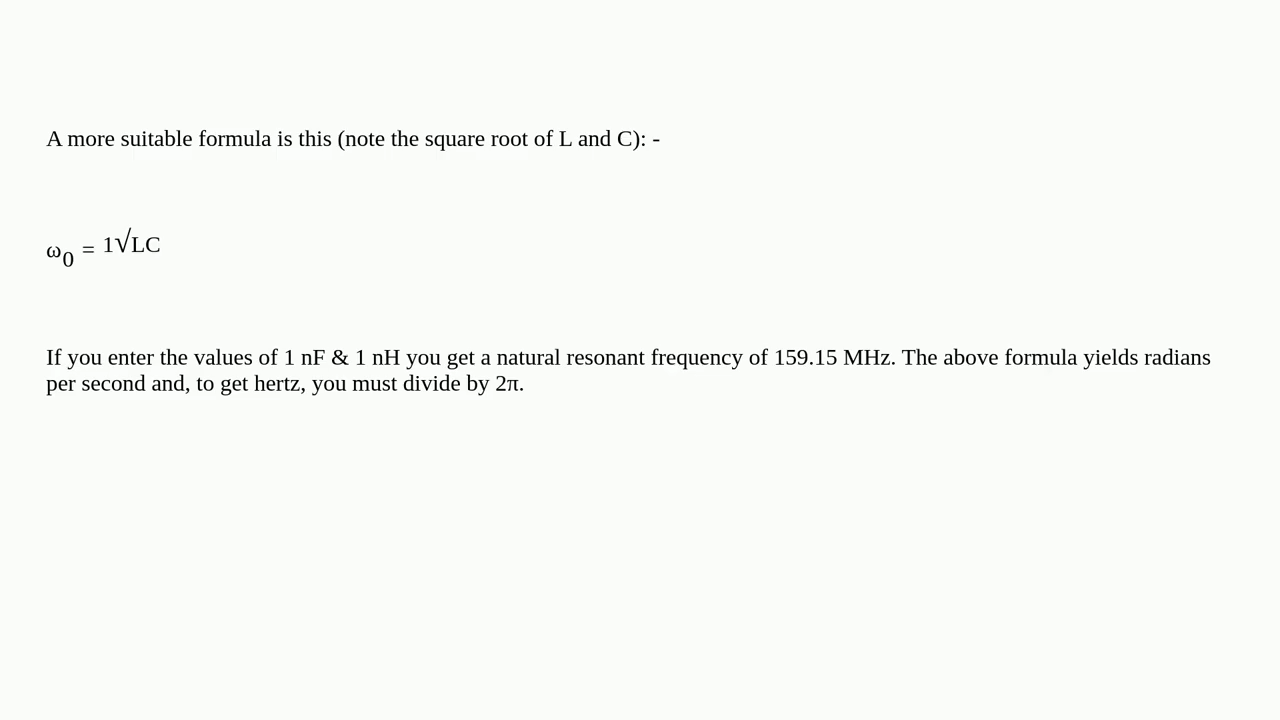 A more suitable formula is this (note the square root of L and C): -
ω0 = 1√LC
If you enter the values of 1 nF & 1 nH you get a natural resonant frequency of 159.15 MHz. The above formula yields radians
per second and, to get hertz, you must divide by 2π.